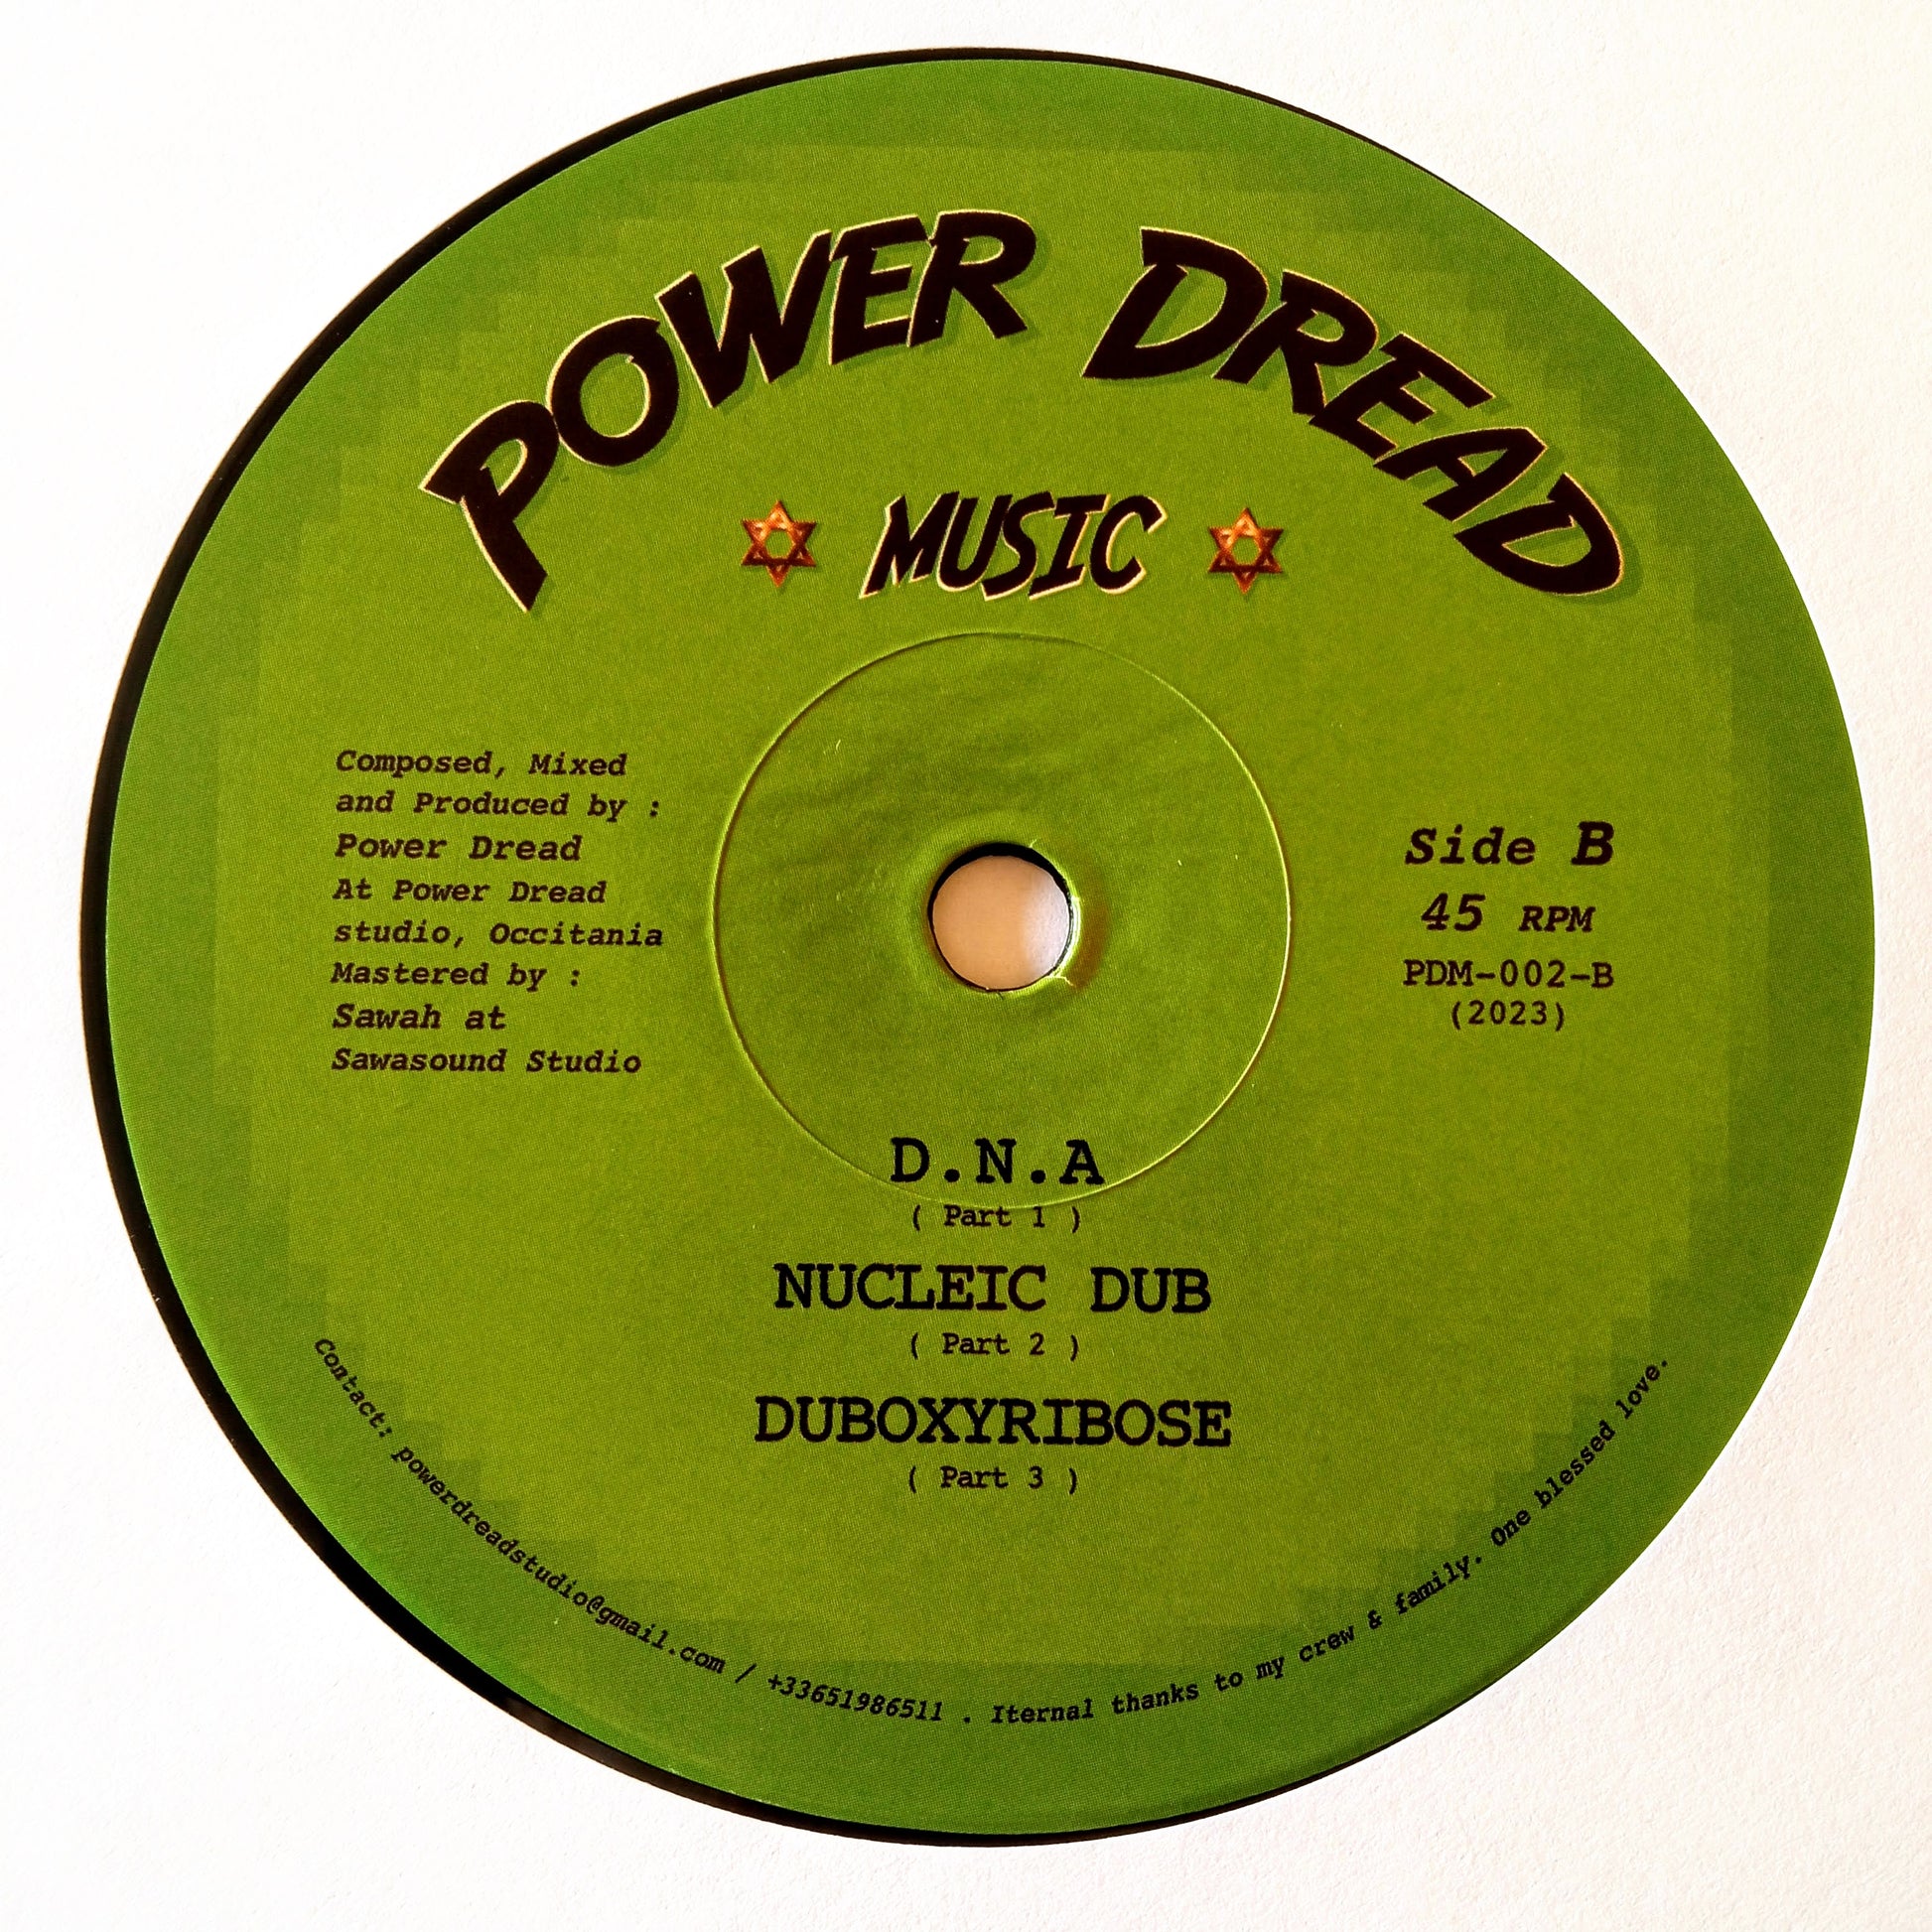 POWER DREAD
MUSIC
Composed, Mixed
and Produced by :
Power Dread
At Power Dread
studio, Occitania
Mastered by :
Sawah at
Sawasound Studio
Side B
45 RPM
PDM-002-B
(2023)
D.N.A
( Part 1 )
NUCLEIC DUB
( Part 2 )
DUBOXYRIBOSE
( Part 3 )
Contact: powerdreadstudio@gmail.com / +33651986511 . Iternal thanks to my crew & family. One blessed love.